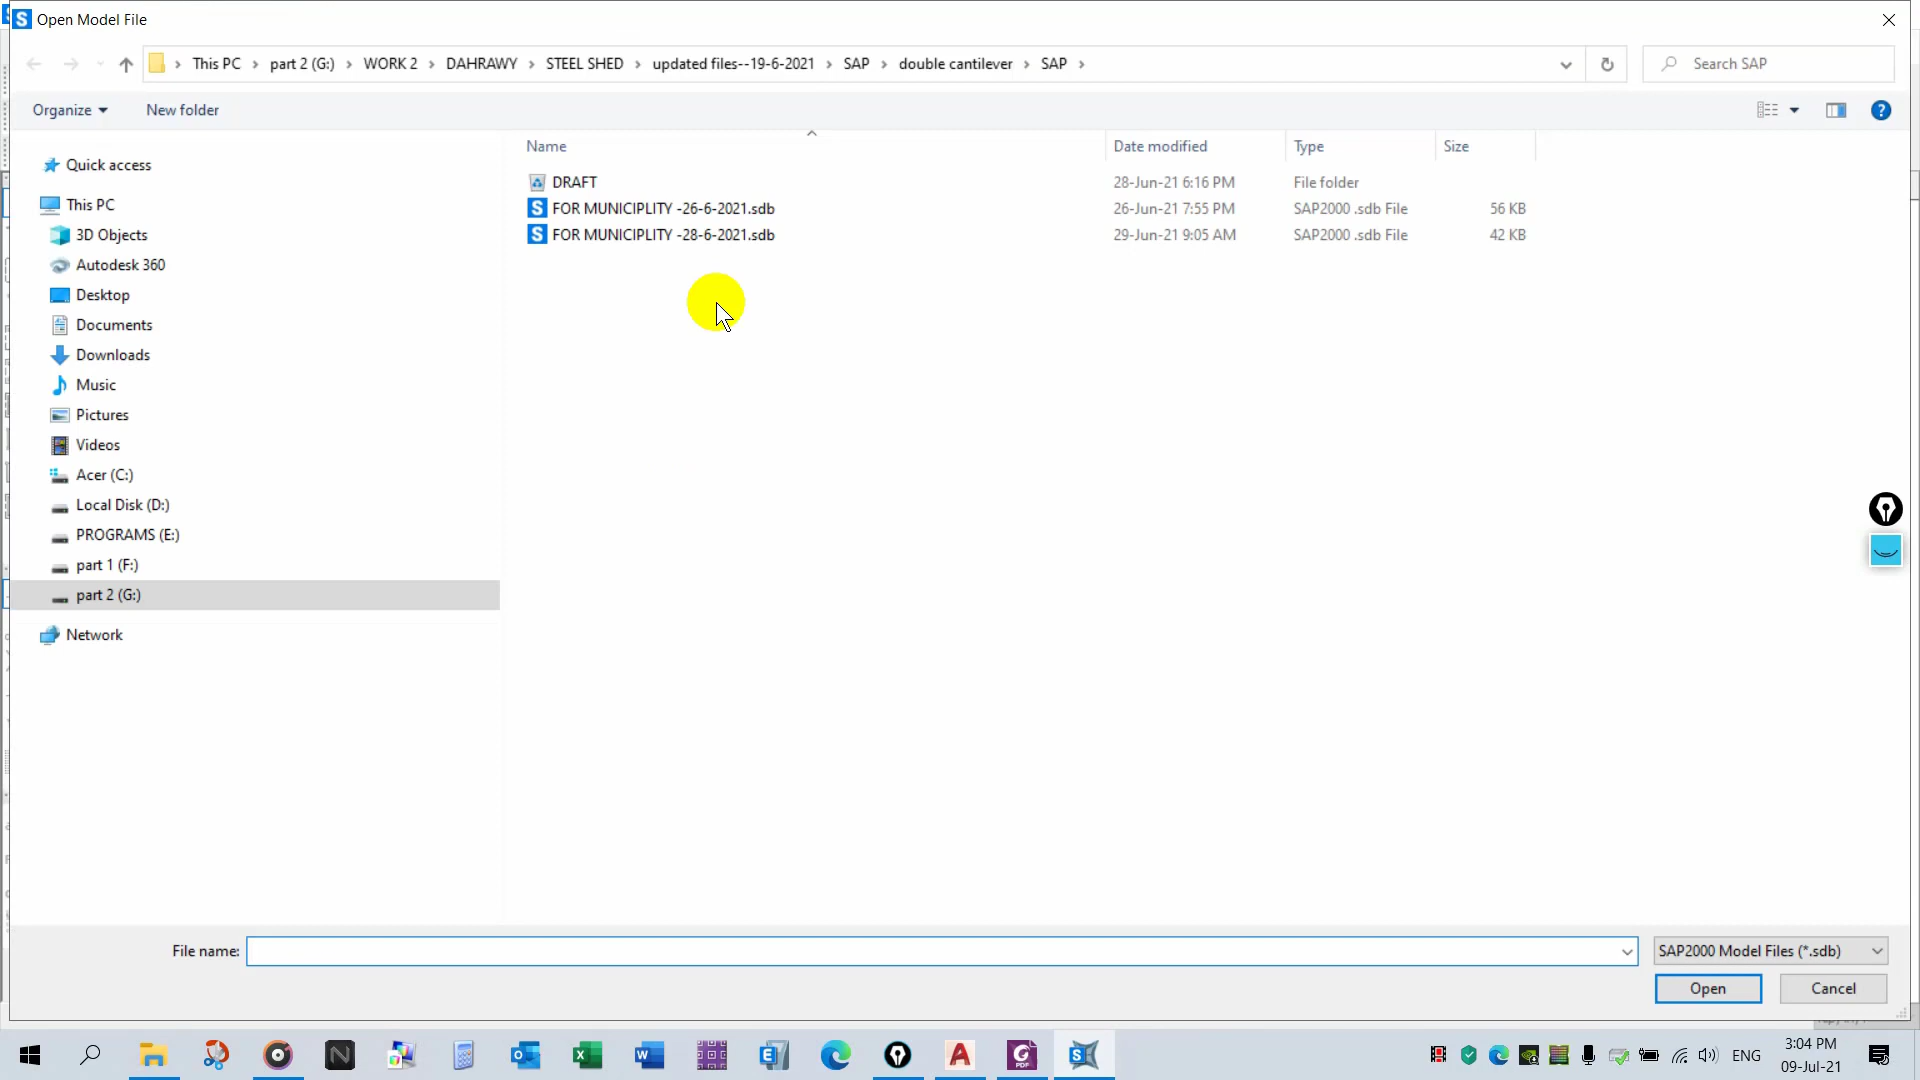 Open Model File
This PC > part 2 (G:) > WORK 2 > DAHRAWY > STEEL SHED > updated files--19-6-2021 > SAP > double cantilever > SAP >
Search SAP
Organize
New folder
Name
Date modified
Type
Size
DRAFT
28-Jun-21 6:16 PM
File folder
FOR MUNICIPLITY -26-6-2021.sdb
26-Jun-21 7:55 PM
SAP2000 .sdb File
56 KB
FOR MUNICIPLITY -28-6-2021.sdb
29-Jun-21 9:05 AM
SAP2000 .sdb File
42 KB
Quick access
This PC
3D Objects
Autodesk 360
Desktop
Documents
Downloads
Music
Pictures
Videos
Acer (C:)
Local Disk (D:)
PROGRAMS (E:)
part 1 (F:)
part 2 (G:)
Network
File name:
SAP2000 Model Files (*.sdb)
Open
Cancel
ENG
3:04 PM
09-Jul-21